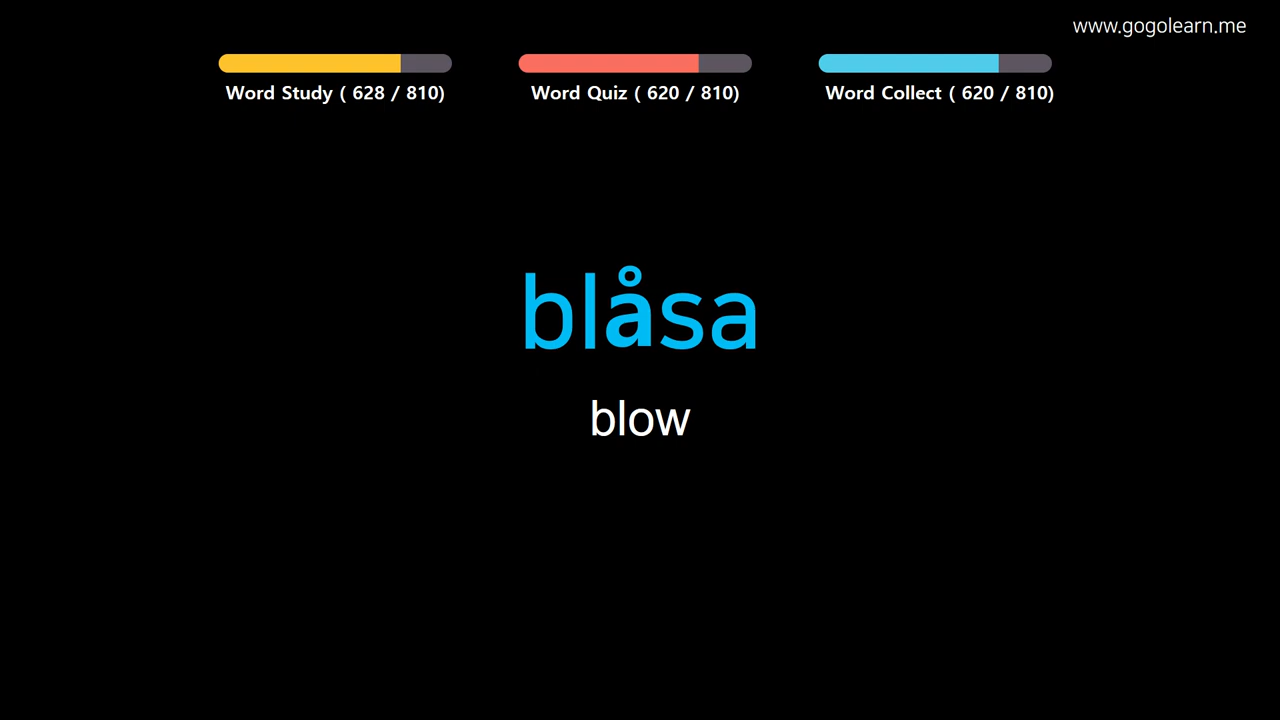 www.gogolearn.me
Word Study ( 628 / 810)
Word Quiz ( 620 / 810)
Word Collect ( 620 / 810)
blåsa
blow